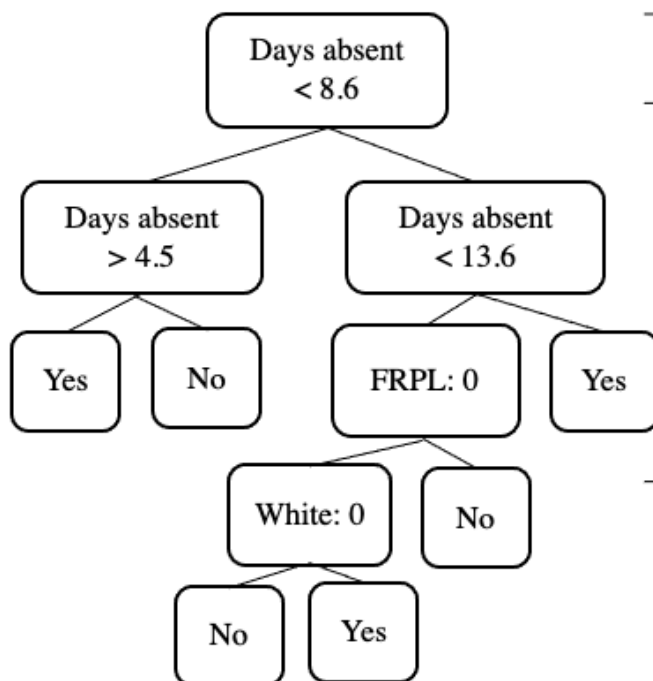 Days absent
< 8.6
Days absent
> 4.5
Days absent
< 13.6
Yes
No
FRPL: 0
Yes
White: 0
No
No
Yes